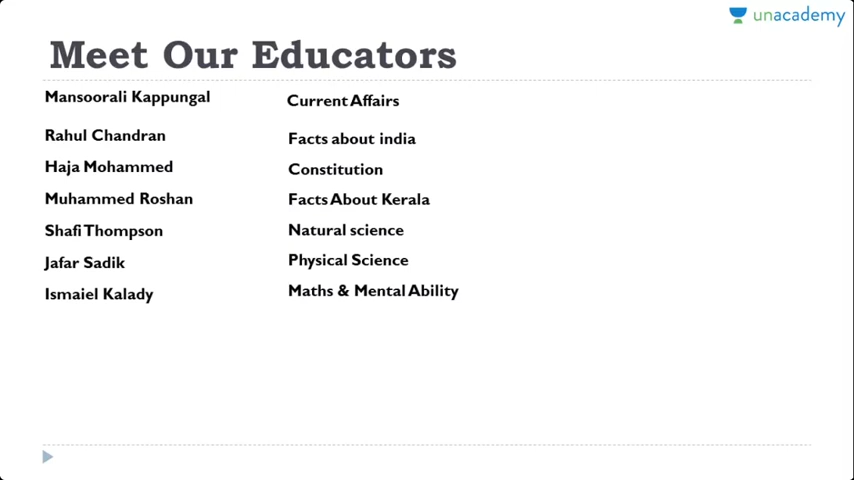 unacademy
Meet Our Educators
Mansoorali Kappungal Current Affairs
Rahul Chandran Facts about india
Haja Mohammed Constitution
Muhammed Roshan Facts About Kerala
Shafi Thompson Natural science
Jafar Sadik Physical Science
Ismaiel Kalady Maths & Mental Ability